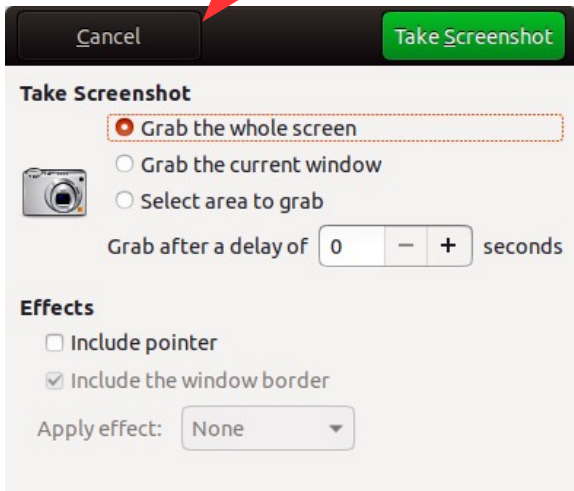 Cancel Take Screenshot
Take Screenshot
Grab the whole screen
Grab the current window
Select area to grab
Grab after a delay of 0 − + seconds
Effects
Include pointer
Include the window border
Apply effect: None